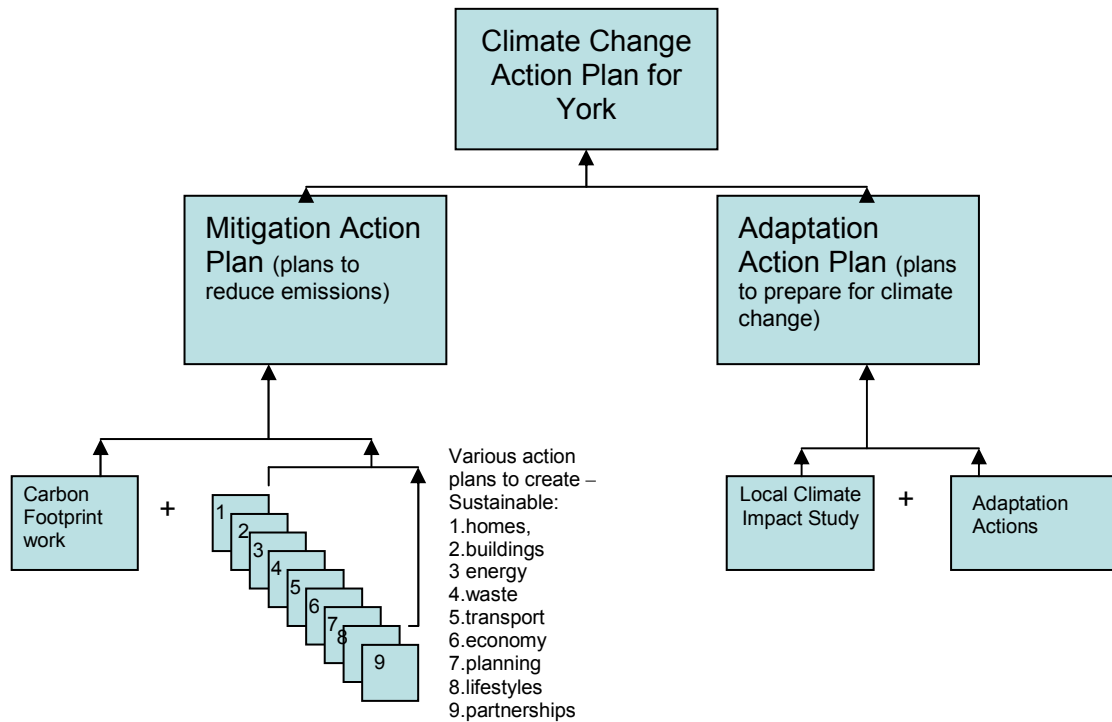 Climate Change
Action Plan for
York
Mitigation Action
Plan (plans to
reduce emissions)
Adaptation
Action Plan (plans
to prepare for climate
change)
Carbon
Footprint
work
+
1
2
3
4
5
6
7
8
9
Various action
plans to create –
Sustainable:
1.homes,
2.buildings
3 energy
4.waste
5.transport
6.economy
7.planning
8.lifestyles
9.partnerships
Local Climate
Impact Study
+
Adaptation
Actions